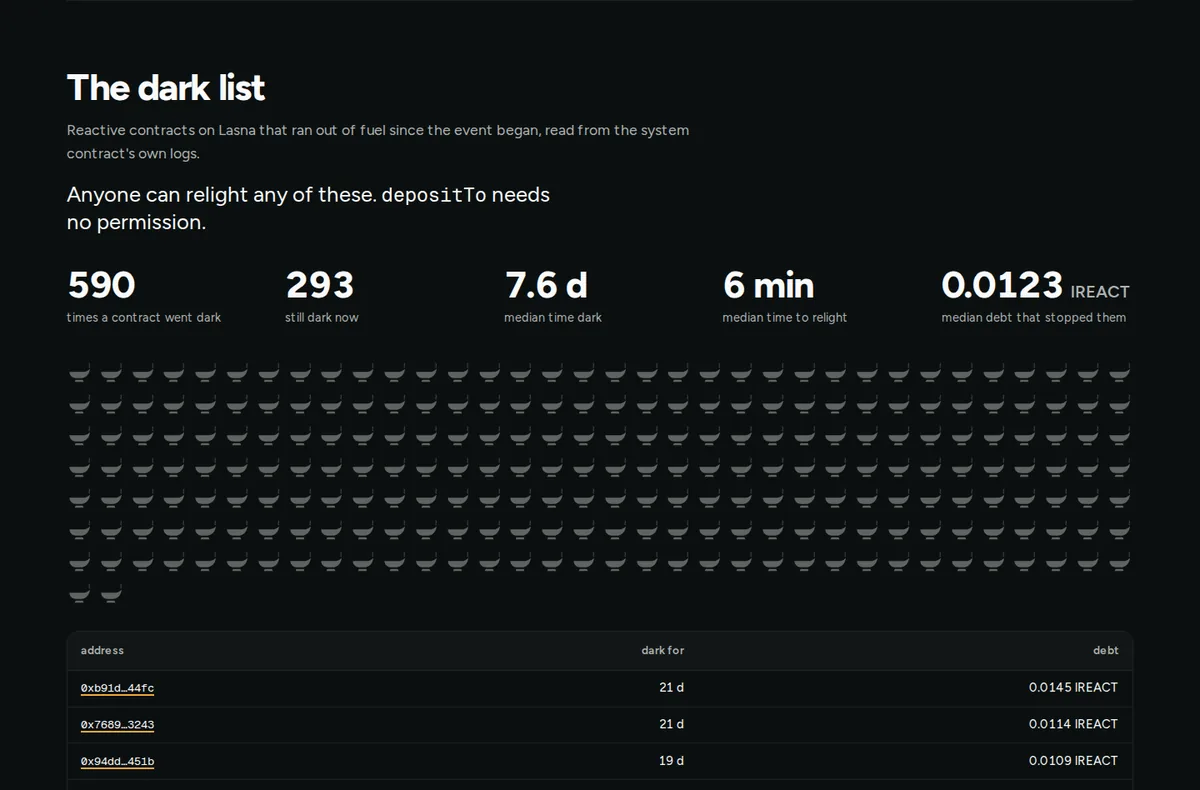 The dark list
Reactive contracts on Lasna that ran out of fuel since the event began, read from the system
contract's own logs.
Anyone can relight any of these. depositTo needs
no permission.
590
times a contract went dark
293
still dark now
7.6 d
median time dark
6 min
median time to relight
0.0123 lREACT
median debt that stopped them
address dark for debt
0xb91d…44fc 21 d 0.0145 lREACT
0x7689…3243 21 d 0.0114 lREACT
0x94dd…451b 19 d 0.0109 lREACT